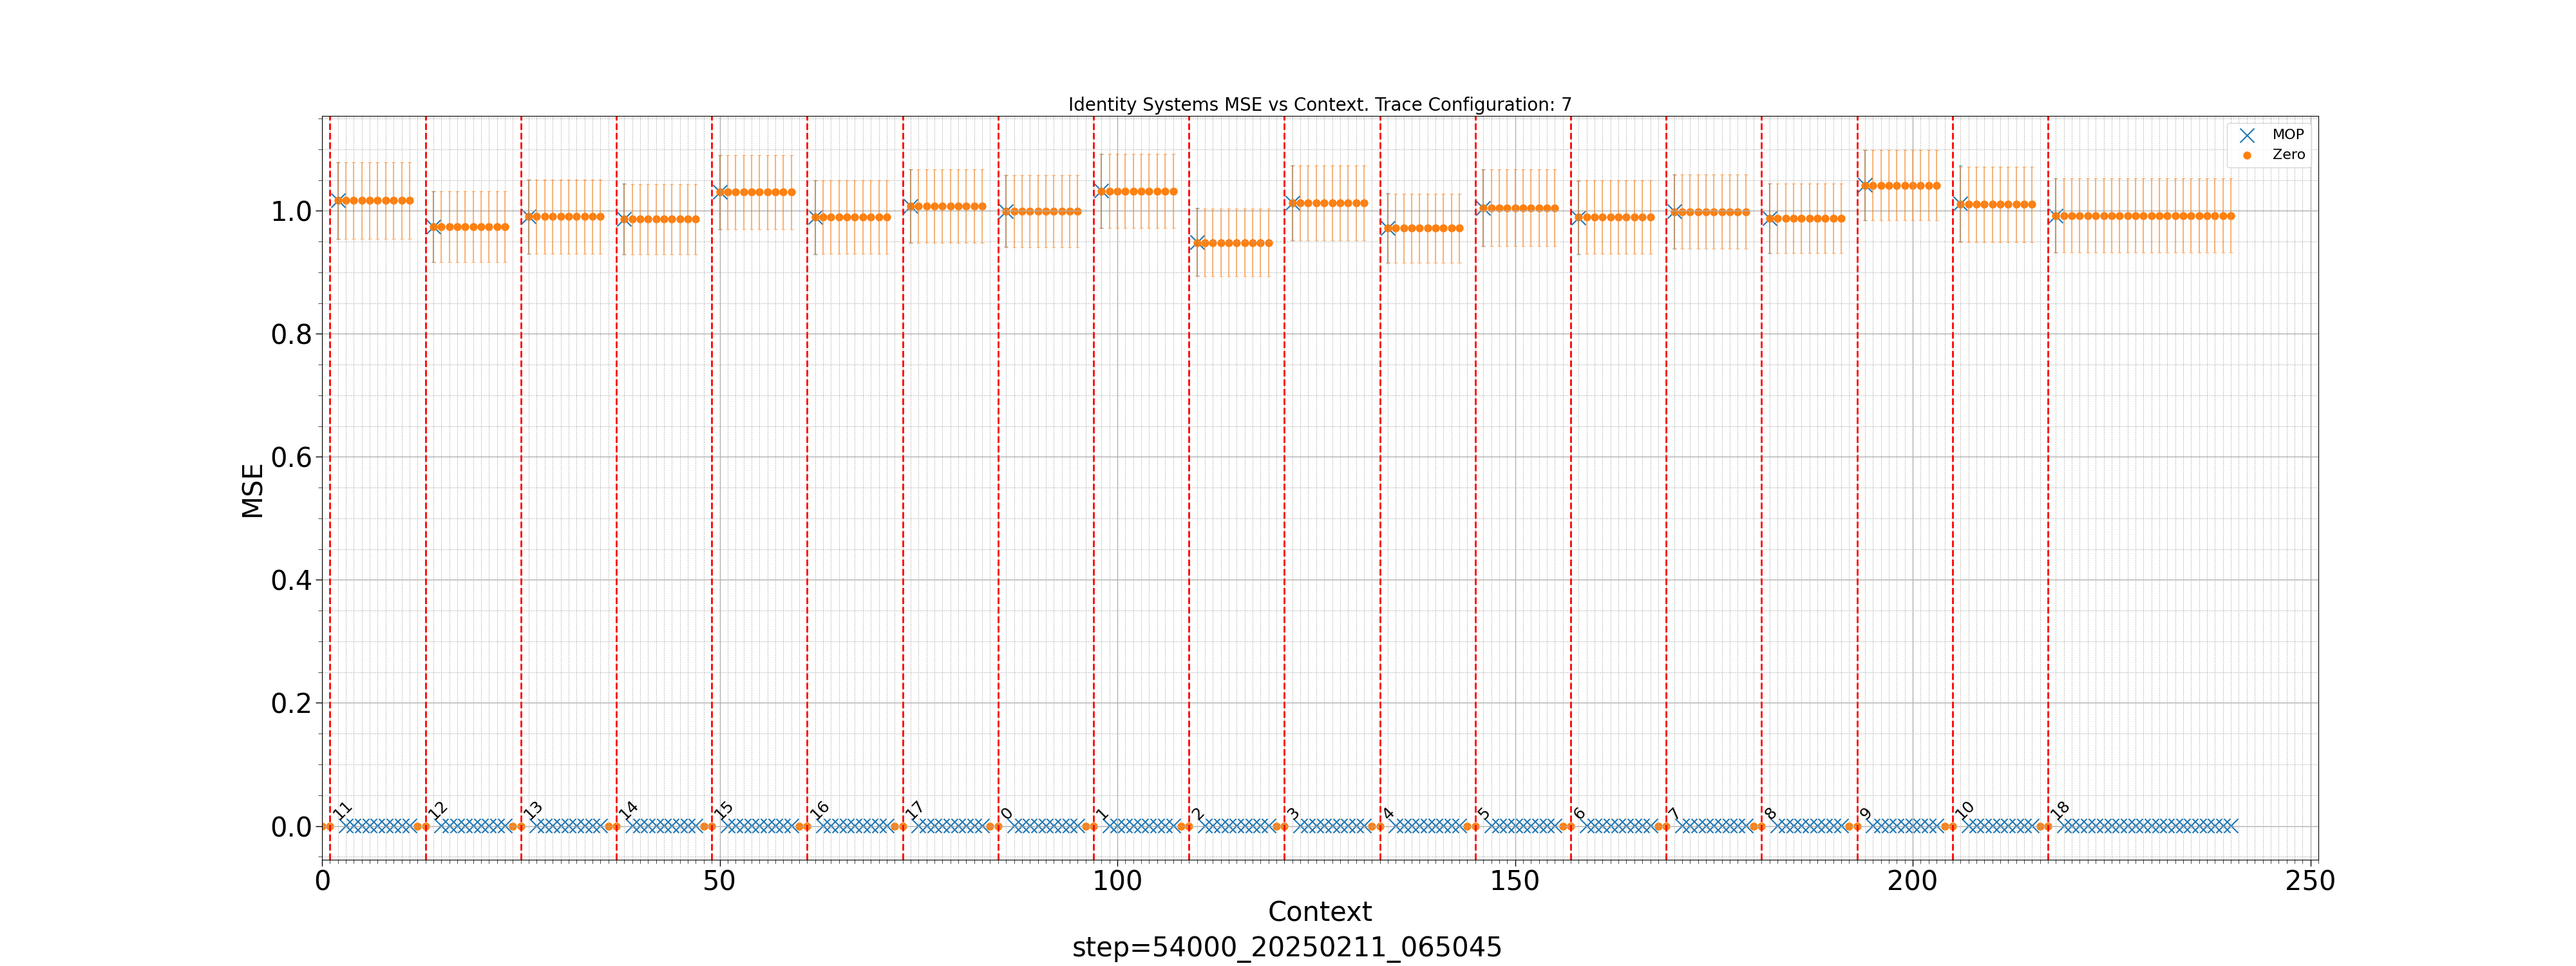 Identity Systems MSE vs Context. Trace Configuration: 7
MOP
Zero
1.0
0.8
0.6
0.4
0.2
0.0
MSE
11 12 13 14 15 16 17 0 1 2 3 4 5 6 7 8 9 10 18
0 50 100 150 200 250
Context
step=54000_20250211_065045